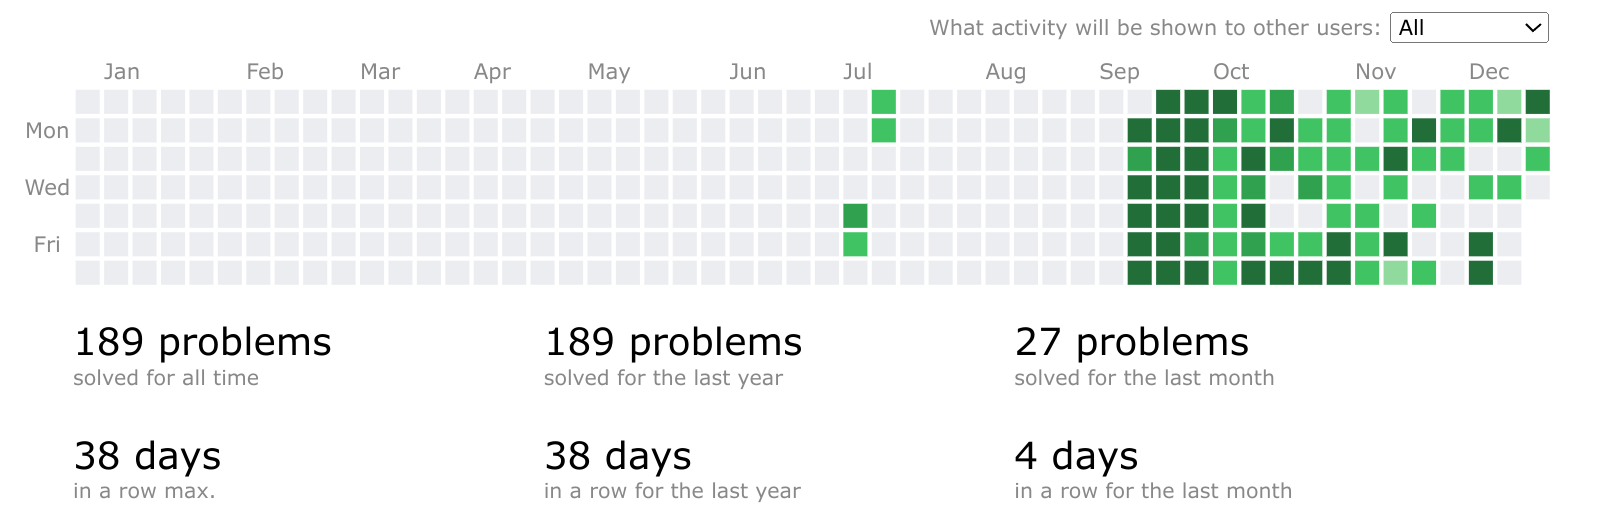 What activity will be shown to other users: All
Jan Feb Mar Apr May Jun Jul Aug Sep Oct Nov Dec
Mon
Wed
Fri
189 problems 189 problems 27 problems
solved for all time solved for the last year solved for the last month
38 days 38 days 4 days
in a row max. in a row for the last year in a row for the last month